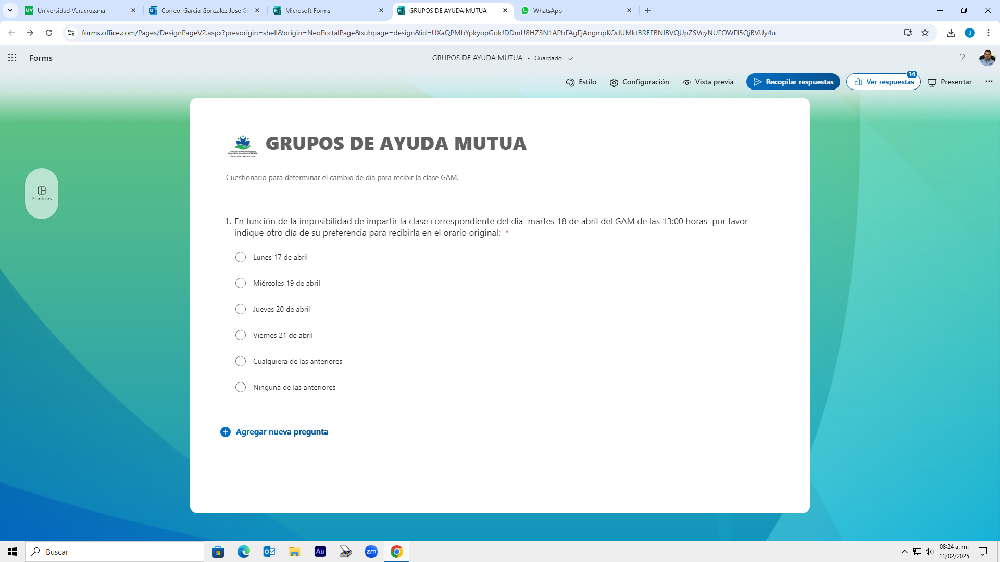 Universidad Veracruzana
Correo: Garcia Gonzalez Jose G
Microsoft Forms
GRUPOS DE AYUDA MUTUA
WhatsApp
forms.office.com/Pages/DesignPageV2.aspx?prevorigin=shell&origin=NeoPortalPage&subpage=design&id=UXaQPMbYpkyopGokJDDmU8HZ3N1APbFAgFjAngmpKOdUMktBREFBNlBVQUpZSVcyNUFOWFI5QjBVUy4u
J
Forms
GRUPOS DE AYUDA MUTUA - Guardado
?
Estilo
Configuración
Vista previa
Recopilar respuestas
Ver respuestas
14
Presentar
GRUPOS DE AYUDA MUTUA
Universidad Veracruzana
Cuestionario para determinar el cambio de día para recibir la clase GAM.
Plantillas
1. En función de la imposibilidad de impartir la clase correspondiente del dia  martes 18 de abril del GAM de las 13:00 horas  por favor
indique otro día de su preferencia para recibirla en el orario original: *
Lunes 17 de abril
Miércoles 19 de abril
Jueves 20 de abril
Viernes 21 de abril
Cualquiera de las anteriores
Ninguna de las anteriores
Agregar nueva pregunta
Buscar
Au
zm
08:24 a. m.
11/02/2025